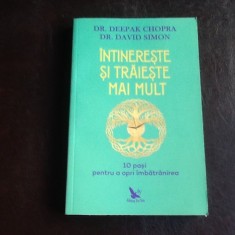 DR. DEEPAK CHOPRA
DR. DAVID SIMON
ÎNTINEREȘTE
ȘI TRĂIEȘTE
MAI MULT
10 pași
pentru a opri îmbătrânirea